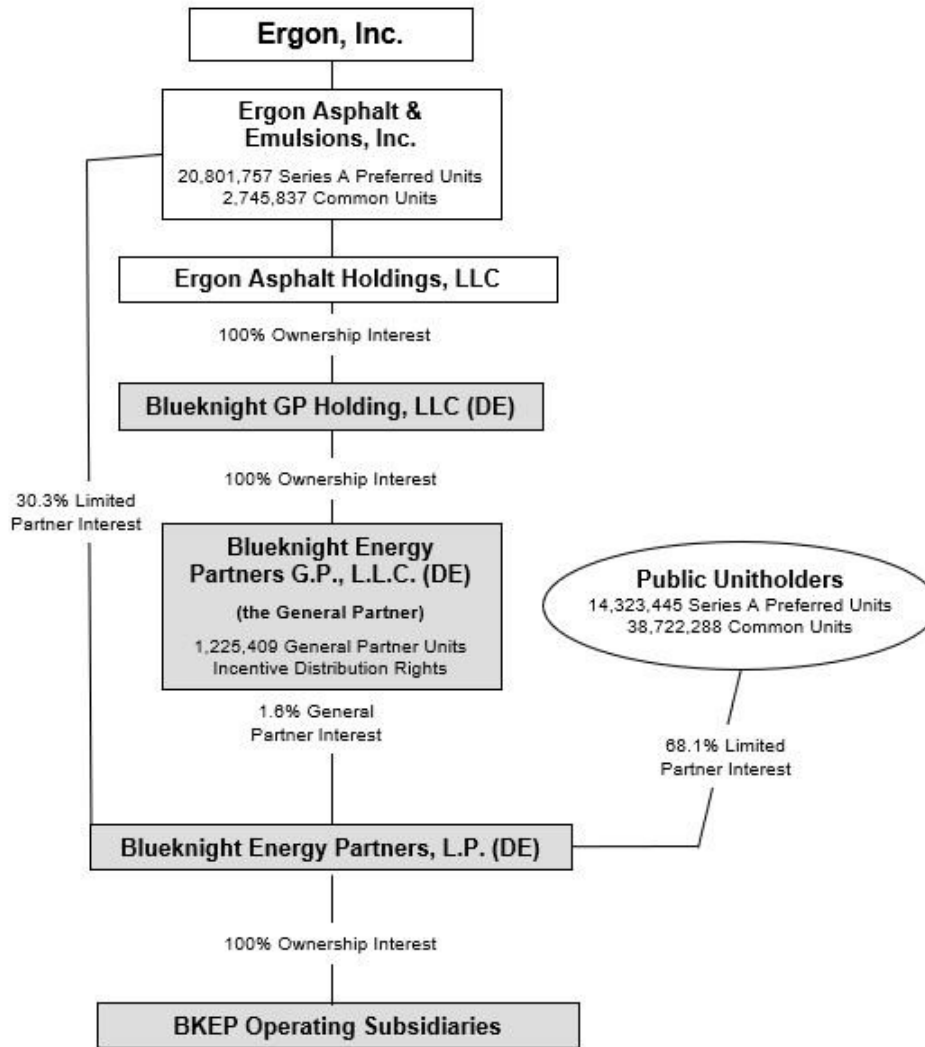 Ergon, Inc.
Ergon Asphalt &
Emulsions, Inc.
20,801,757 Series A Preferred Units
2,745,837 Common Units
Ergon Asphalt Holdings, LLC
100% Ownership Interest
Blueknight GP Holding, LLC (DE)
100% Ownership Interest
30.3% Limited
Partner Interest
Blueknight Energy
Partners G.P., L.L.C. (DE)
(the General Partner)
1,225,409 General Partner Units
Incentive Distribution Rights
Public Unitholders
14,323,445 Series A Preferred Units
38,722,288 Common Units
1.6% General
Partner Interest
68.1% Limited
Partner Interest
Blueknight Energy Partners, L.P. (DE)
100% Ownership Interest
BKEP Operating Subsidiaries